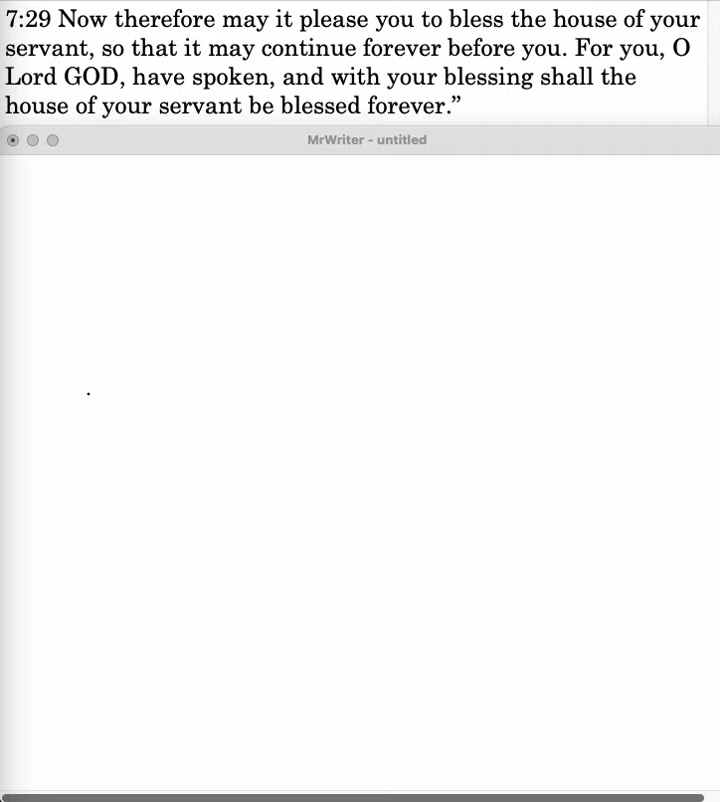 7:29 Now therefore may it please you to bless the house of your
servant, so that it may continue forever before you. For you, O
Lord GOD, have spoken, and with your blessing shall the
house of your servant be blessed forever.”
MrWriter - untitled